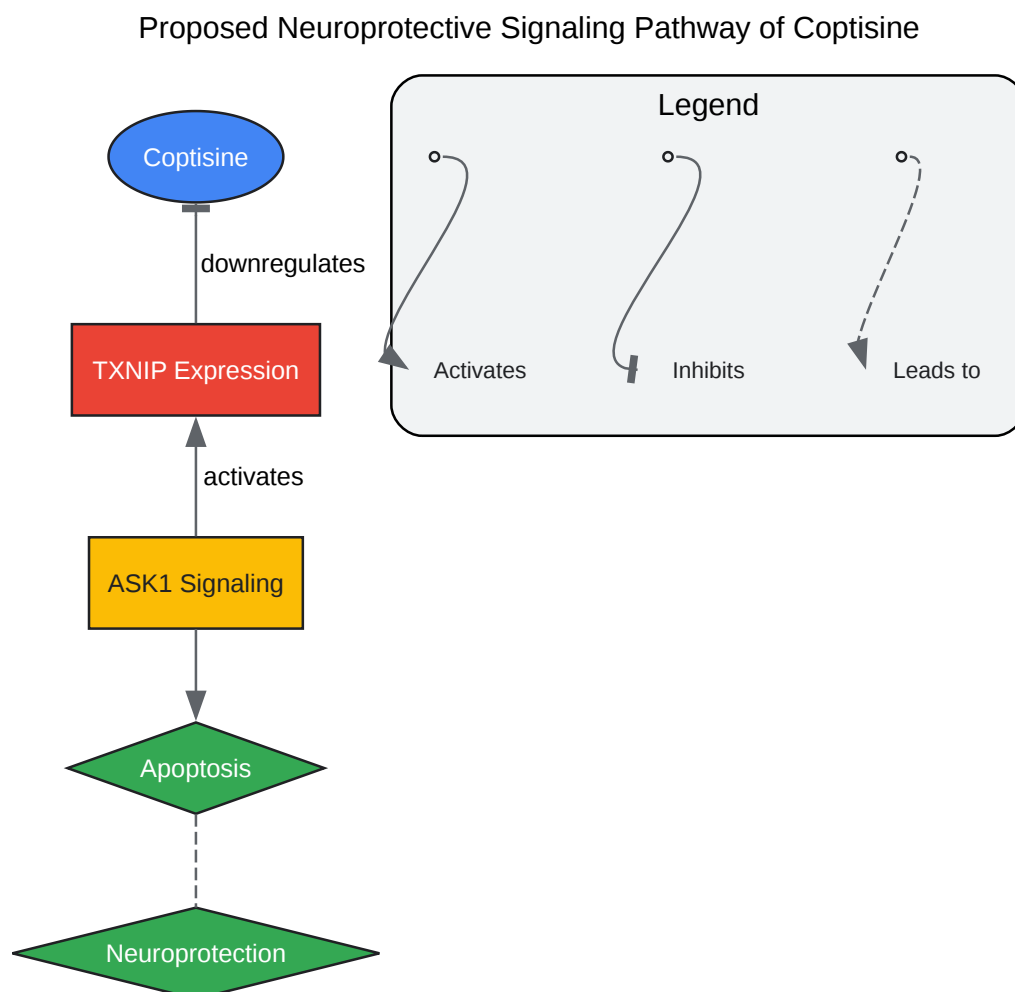 Proposed Neuroprotective Signaling Pathway of Coptisine
Legend
Coptisine
downregulates
TXNIP Expression
Activates
Inhibits
Leads to
activates
ASK1 Signaling
Apoptosis
Neuroprotection